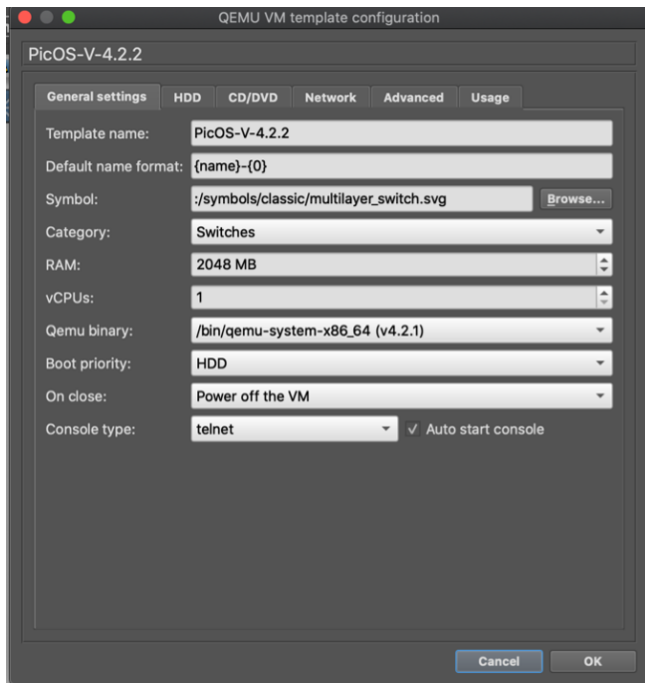 QEMU VM template configuration
PicOS-V-4.2.2
General settings HDD CD/DVD Network Advanced Usage
Template name: PicOS-V-4.2.2
Default name format: {name}-{0}
Symbol: :/symbols/classic/multilayer_switch.svg Browse...
Category: Switches
RAM: 2048 MB
vCPUs: 1
Qemu binary: /bin/qemu-system-x86_64 (v4.2.1)
Boot priority: HDD
On close: Power off the VM
Console type: telnet Auto start console
Cancel OK